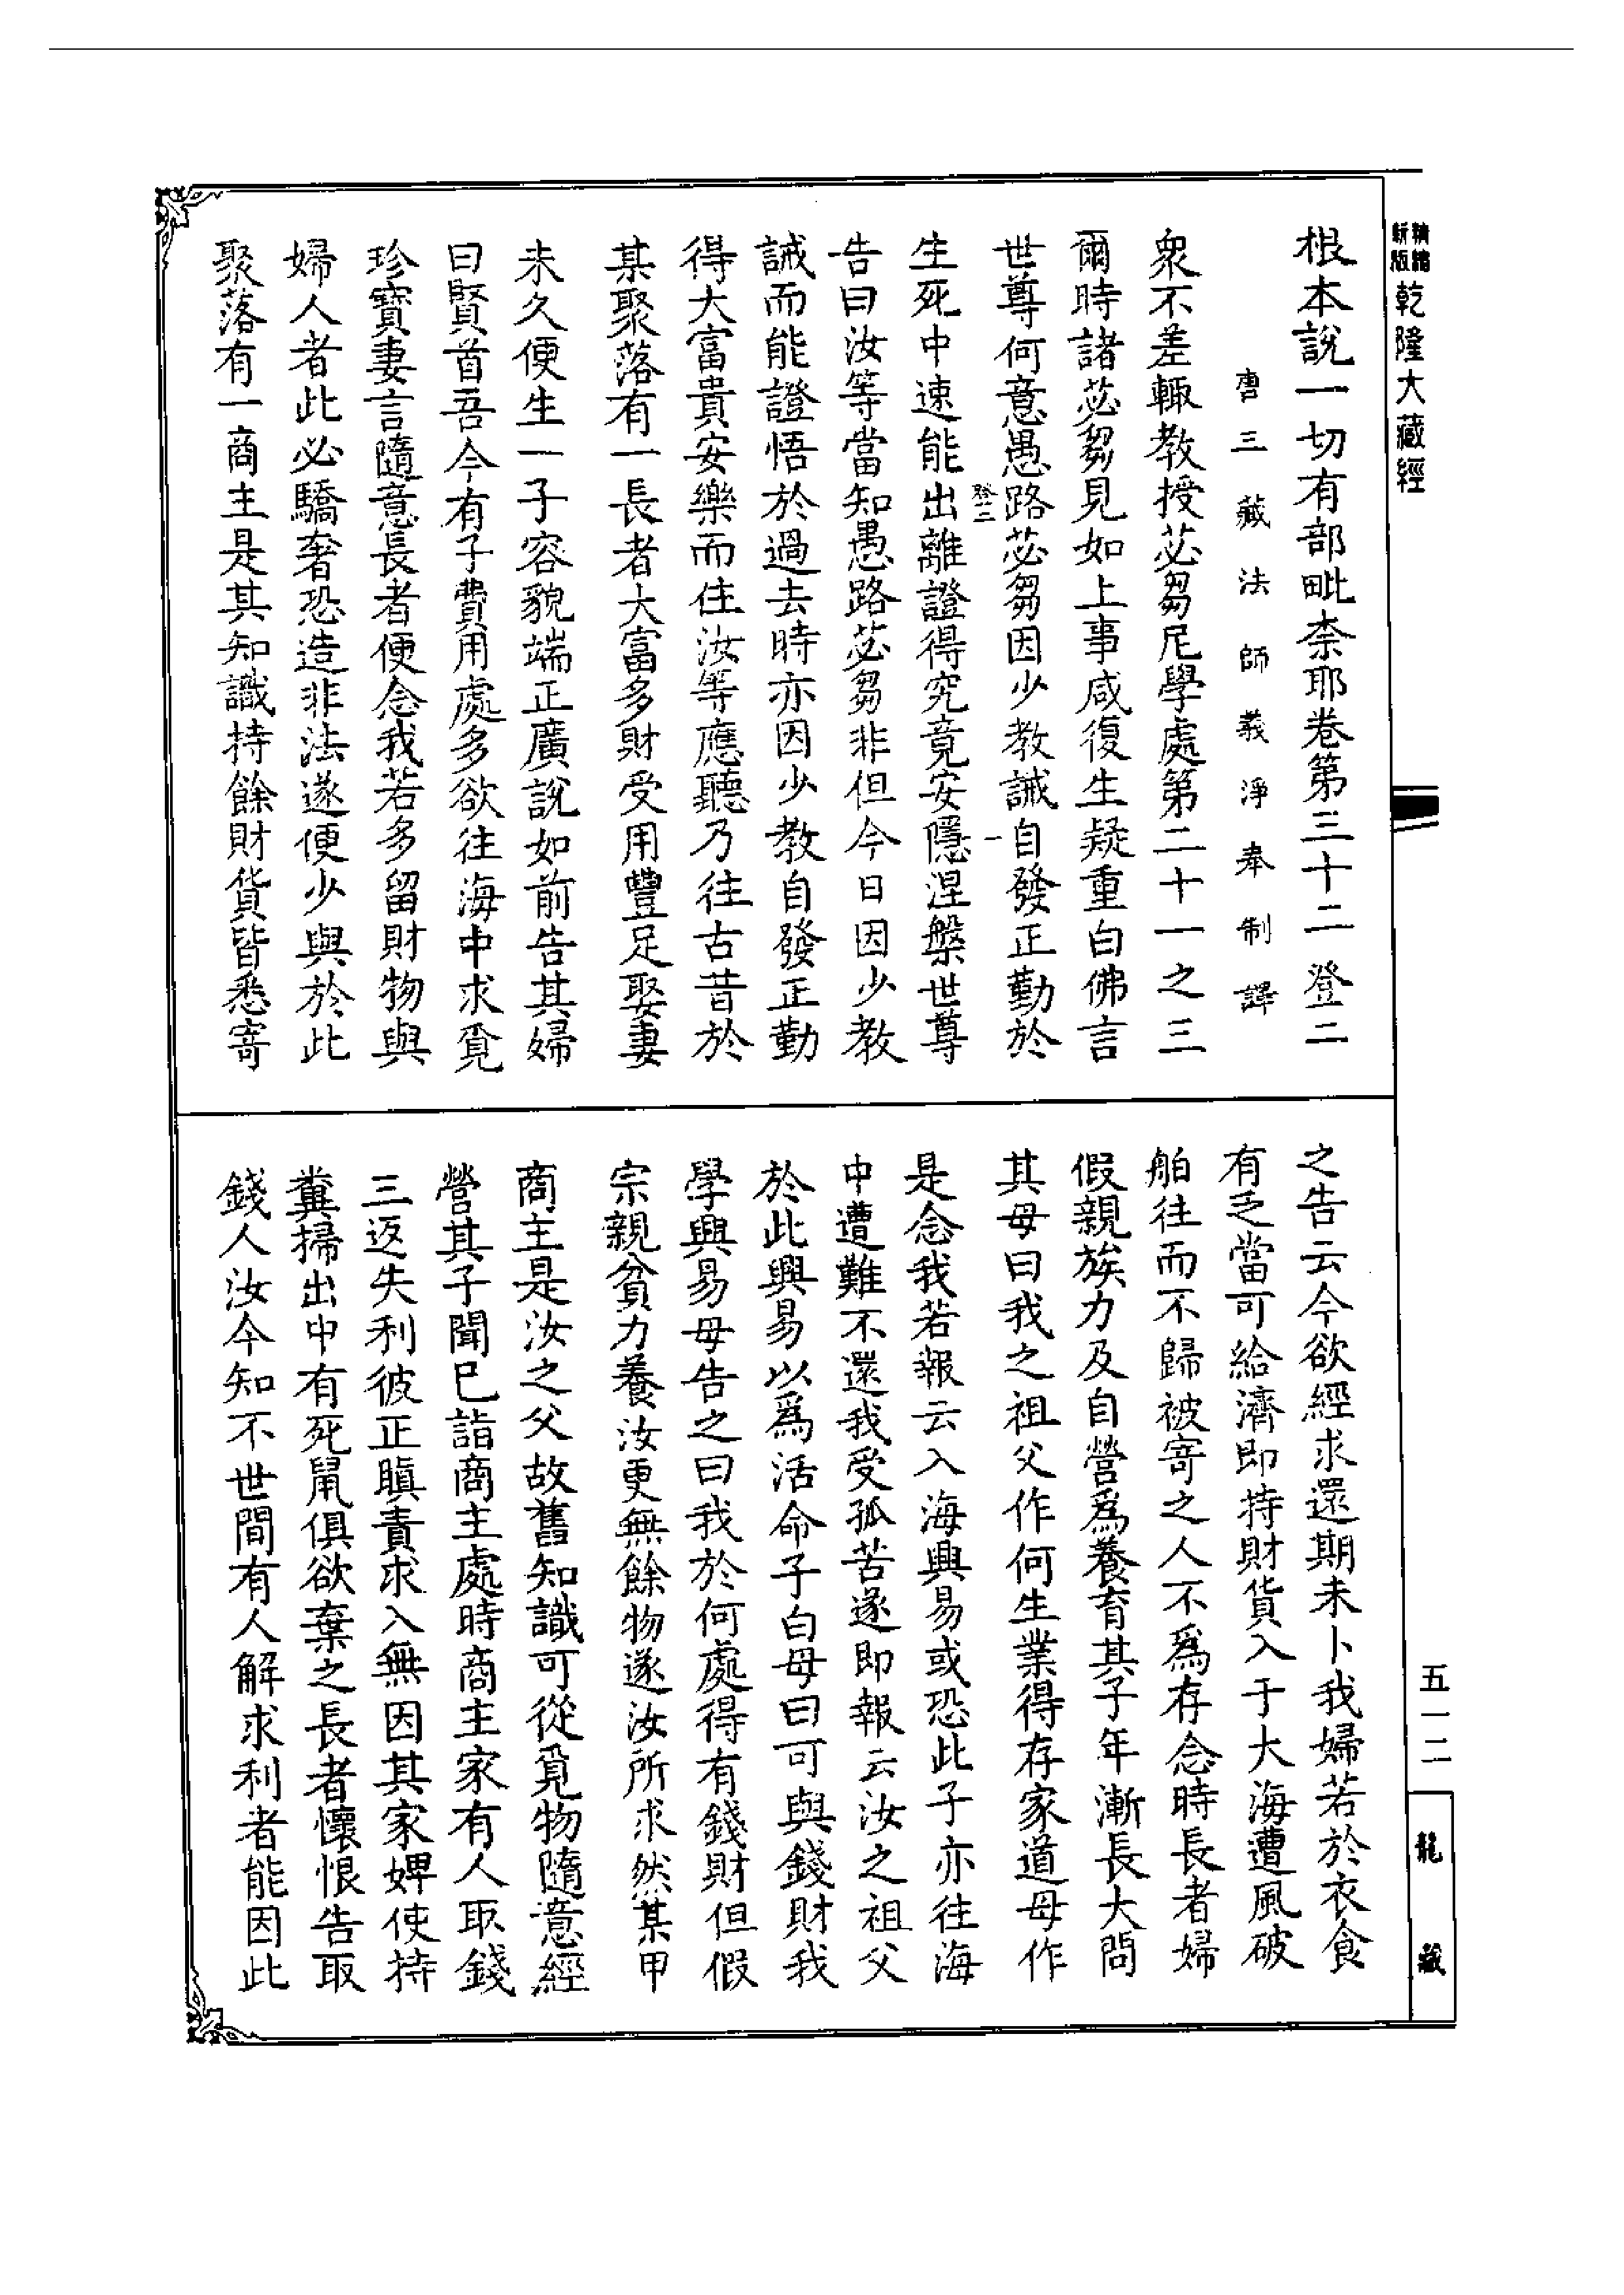 精縮
新版
乾隆大藏經
根本說一切有部毗柰耶卷第三十二 登二
唐三藏法師義淨奉制譯
衆不差輙教授苾芻尼學處第二十一之三
爾時諸苾芻見如上事咸復生疑重白佛言
世尊何意愚路苾芻因少教誡自發正勤於
登二
一
生死中速能出離證得究竟安隱涅槃世尊
告曰汝等當知愚路苾芻非但今日因少教
誡而能證悟於過去時亦因少教自發正勤
得大富貴安樂而住汝等應聽乃往古昔於
某聚落有一長者大富多財受用豐足娶妻
未久便生一子容貌端正廣說如前告其婦
曰賢首吾今有子費用處多欲往海中求覓
珍寶妻言隨意長者便念我若多留財物與
婦人者此必驕奢恐造非法遂便少與於此
聚落有一商主是其知識持餘財貨皆悉寄
之告云今欲經求還期未卜我婦若於衣食
有乏當可給濟即持財貨入于大海遭風破
舶往而不歸被寄之人不爲存念時長者婦
假親族力及自營爲養育其子年漸長大問
其母曰我之祖父作何生業得存家道母作
是念我若報云入海興易或恐此子亦往海
中遭難不還我受孤苦遂即報云汝之祖父
於此興易以爲活命子白母曰可與錢財我
學興易母告之曰我於何處得有錢財但假
宗親貧力養汝更無餘物遂汝所求然某甲
商主是汝之父故舊知識可從覓物隨意經
營其子聞已詣商主處時商主家有人取錢
三返失利彼正瞋責求入無因其家婢使持
糞掃出中有死鼠俱欲棄之長者懷恨告取
錢人汝今知不世間有人解求利者能因此
五一二
龍藏